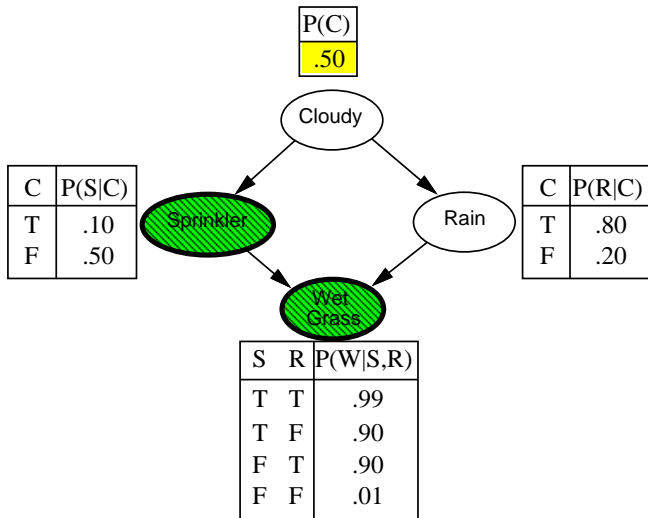 P(C)
.50
Cloudy
C P(S|C)
T .10
F .50
Sprinkler
Rain
C P(R|C)
T .80
F .20
Wet
Grass
S R P(W|S,R)
T T .99
T F .90
F T .90
F F .01